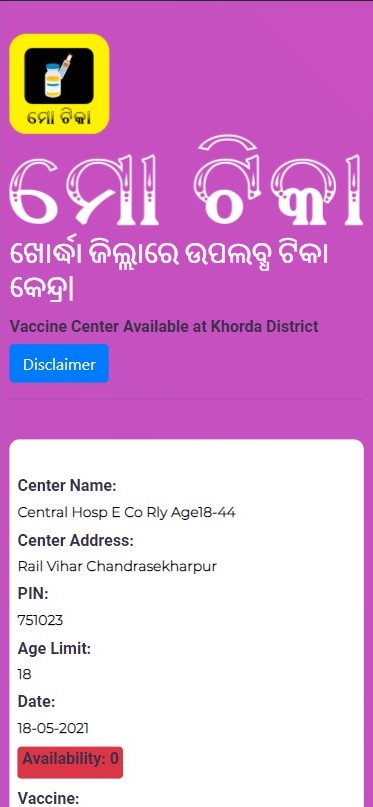 ମୋ ଟିକା
ମୋ ଟିକା
ଖୋର୍ଦ୍ଧା ଜିଲ୍ଲାରେ ଉପଲବ୍ଧ ଟିକା
କେନ୍ଦ୍ର|
Vaccine Center Available at Khorda District
Disclaimer
Center Name:
Central Hosp E Co Rly Age18-44
Center Address:
Rail Vihar Chandrasekharpur
PIN:
751023
Age Limit:
18
Date:
18-05-2021
Availability: 0
Vaccine: